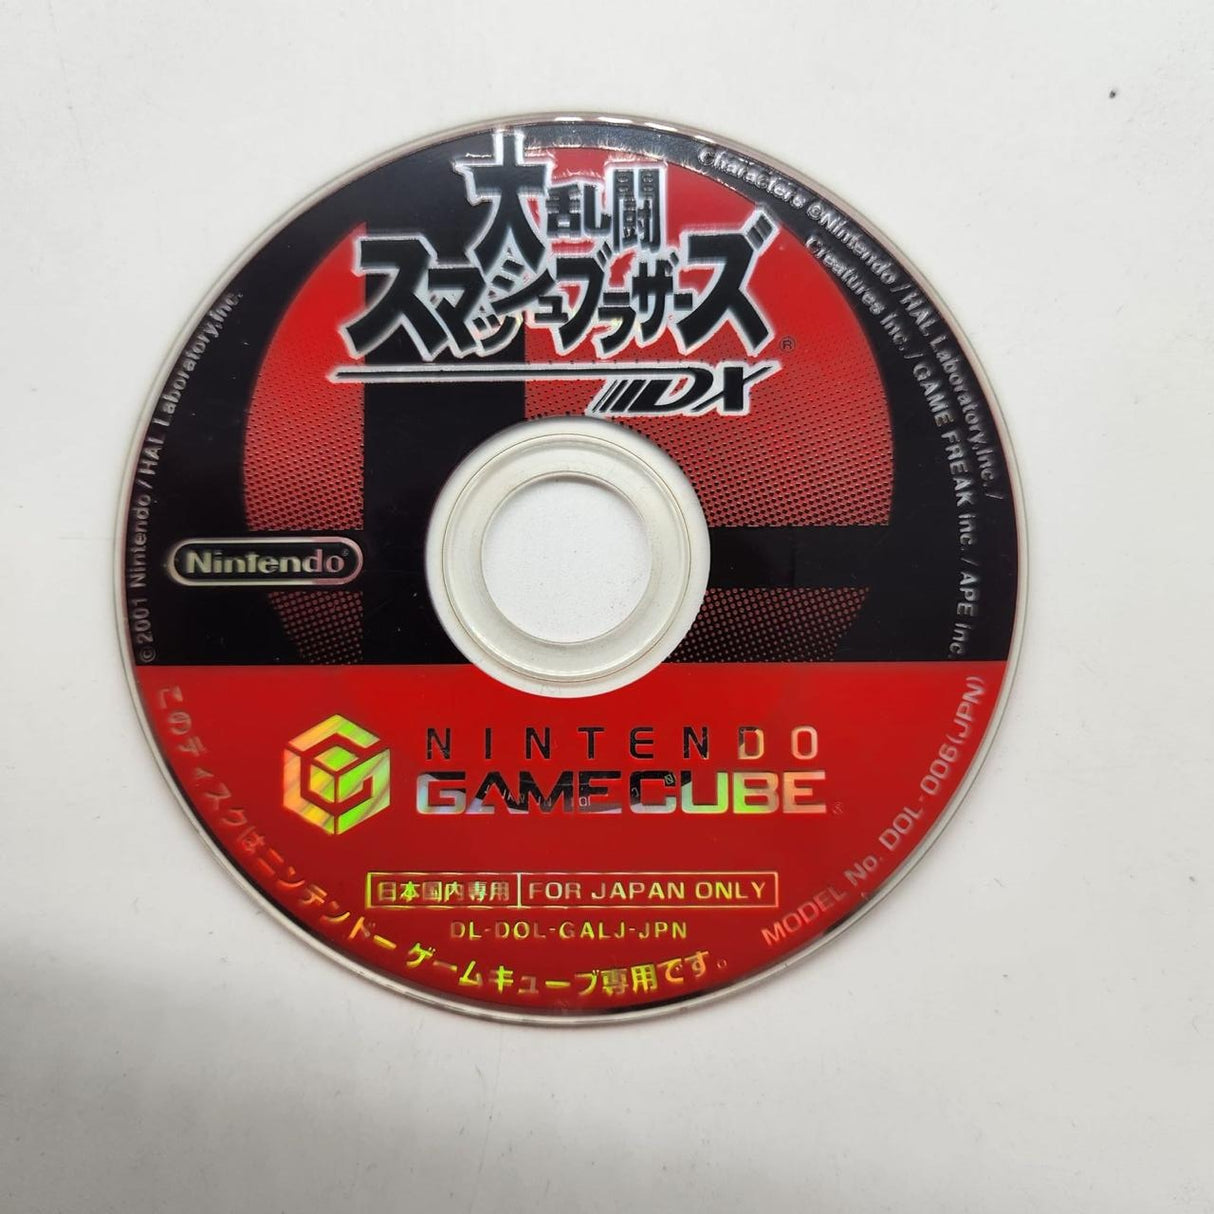 大乱闘
スマッシュブラザーズ®
DX
Characters ©Nintendo / HAL Laboratory,Inc. /
Creatures inc. / GAME FREAK inc. / APE inc.
©2001 Nintendo / HAL Laboratory,Inc.
Nintendo®
NINTENDO
GAMECUBE
日本国内専用 FOR JAPAN ONLY
DL-DOL-GALJ-JPN
このディスクはニンテンドー ゲームキューブ専用です。
MODEL No. DOL-006(JPN)